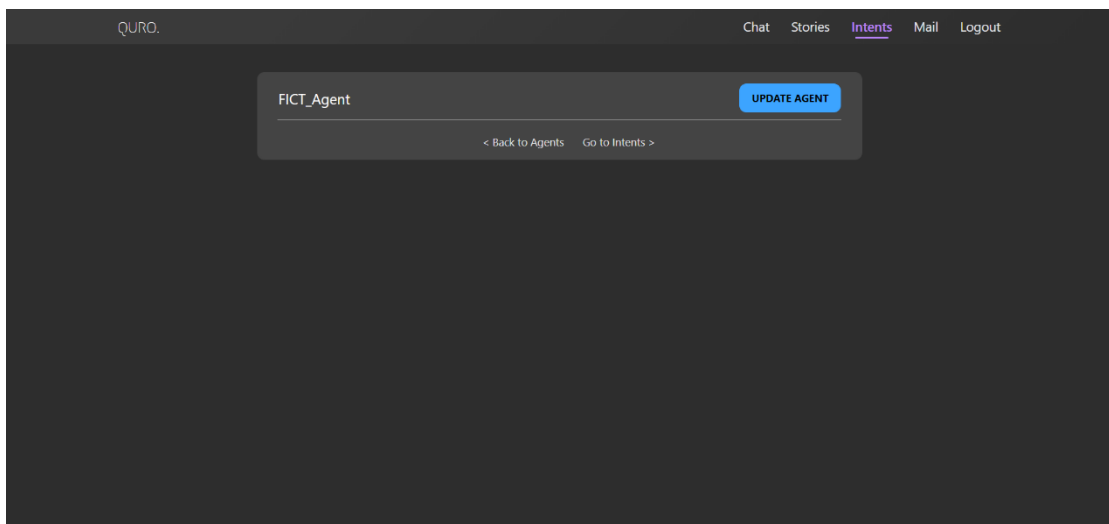 QURO. Chat Stories Intents Mail Logout
FICT_Agent UPDATE AGENT
< Back to Agents Go to Intents >